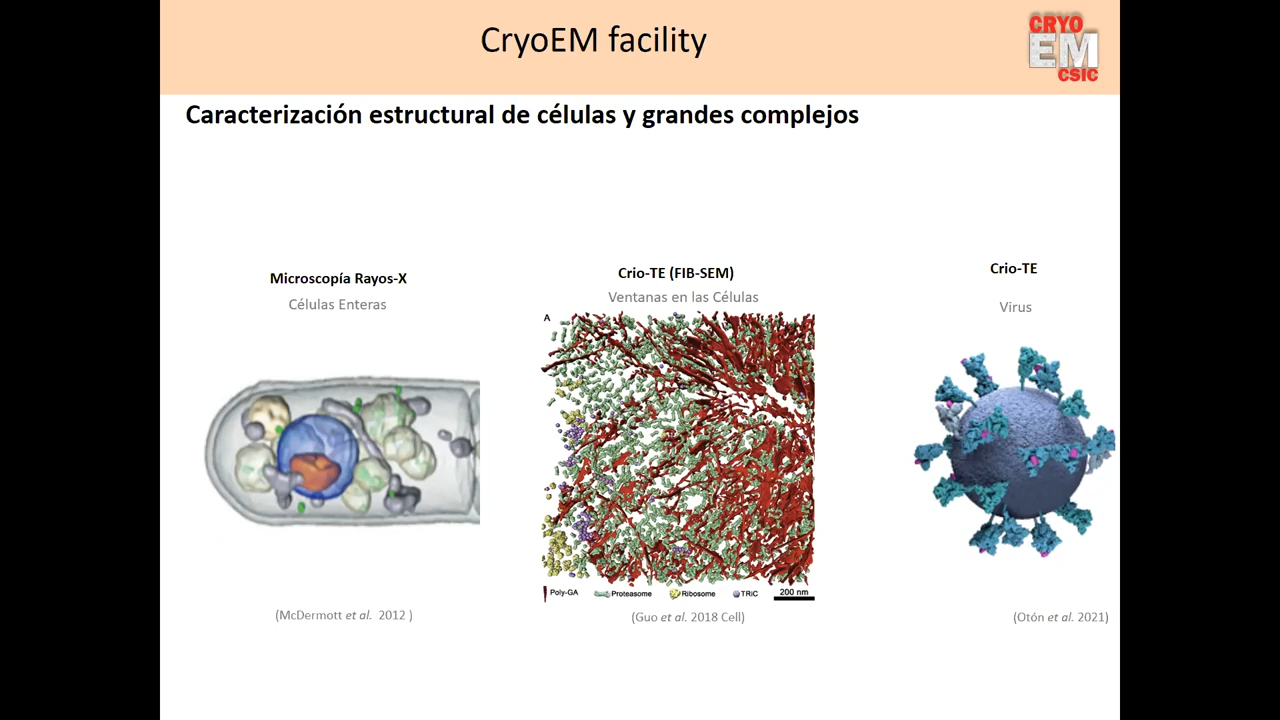 CryoEM facility
CRYO
EM
CSIC
Caracterización estructural de células y grandes complejos
Microscopía Rayos-X
Células Enteras
(McDermott et al. 2012 )
Crio-TE (FIB-SEM)
Ventanas en las Células
A
Poly-GA Proteasome Ribosome TRiC 200 nm
(Guo et al. 2018 Cell)
Crio-TE
Virus
(Otón et al. 2021)